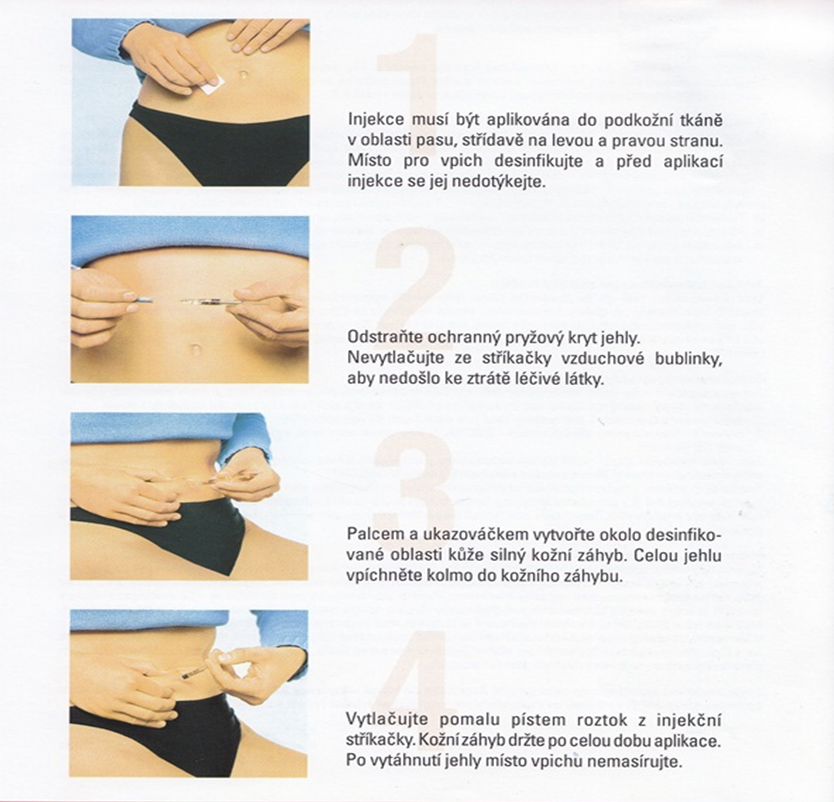 1
Injekce musí být aplikována do podkožní tkáně
v oblasti pasu, střídavě na levou a pravou stranu.
Místo pro vpich desinfikujte a před aplikací
injekce se jej nedotýkejte.
2
Odstraňte ochranný pryžový kryt jehly.
Nevytlačujte ze stříkačky vzduchové bublinky,
aby nedošlo ke ztrátě léčivé látky.
3
Palcem a ukazováčkem vytvořte okolo desinfiko-
vané oblasti kůže silný kožní záhyb. Celou jehlu
vpíchněte kolmo do kožního záhybu.
4
Vytlačujte pomalu pístem roztok z injekční
stříkačky. Kožní záhyb držte po celou dobu aplikace.
Po vytáhnutí jehly místo vpichu nemasírujte.